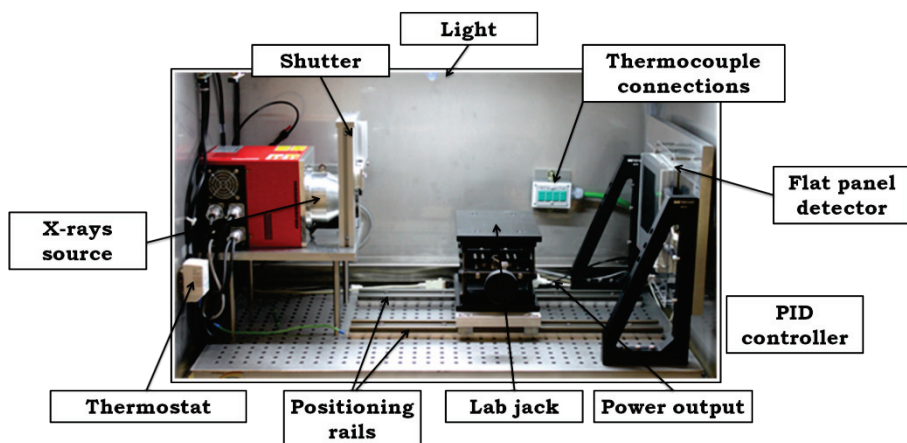 Light
Shutter
Thermocouple
connections
Flat panel
detector
X-rays
source
PID
controller
Thermostat
Positioning
rails
Lab jack
Power output